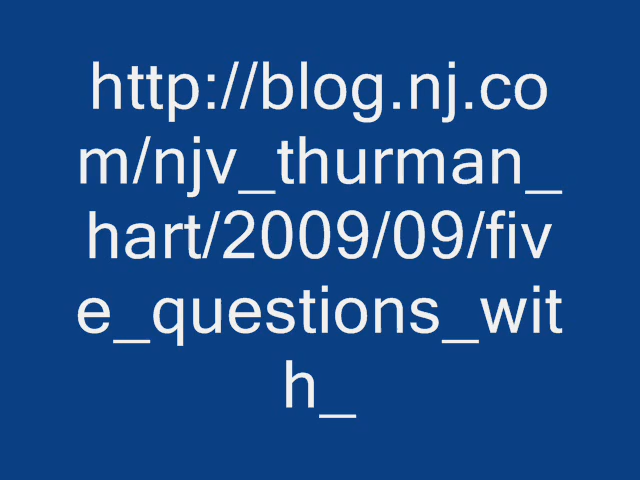 http://blog.nj.co
m/njv_thurman_
hart/2009/09/fiv
e_questions_wit
h_